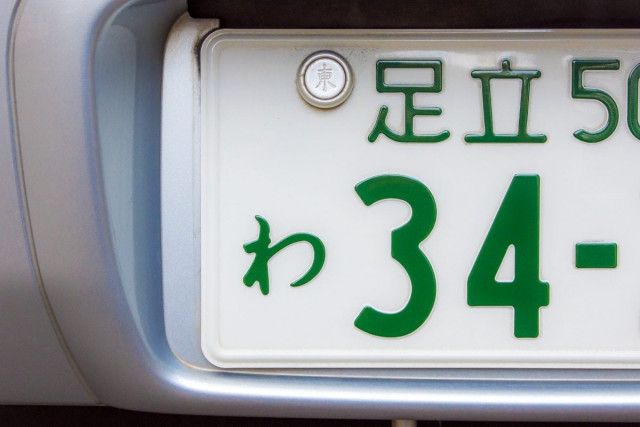 東
足立 50
わ 34-